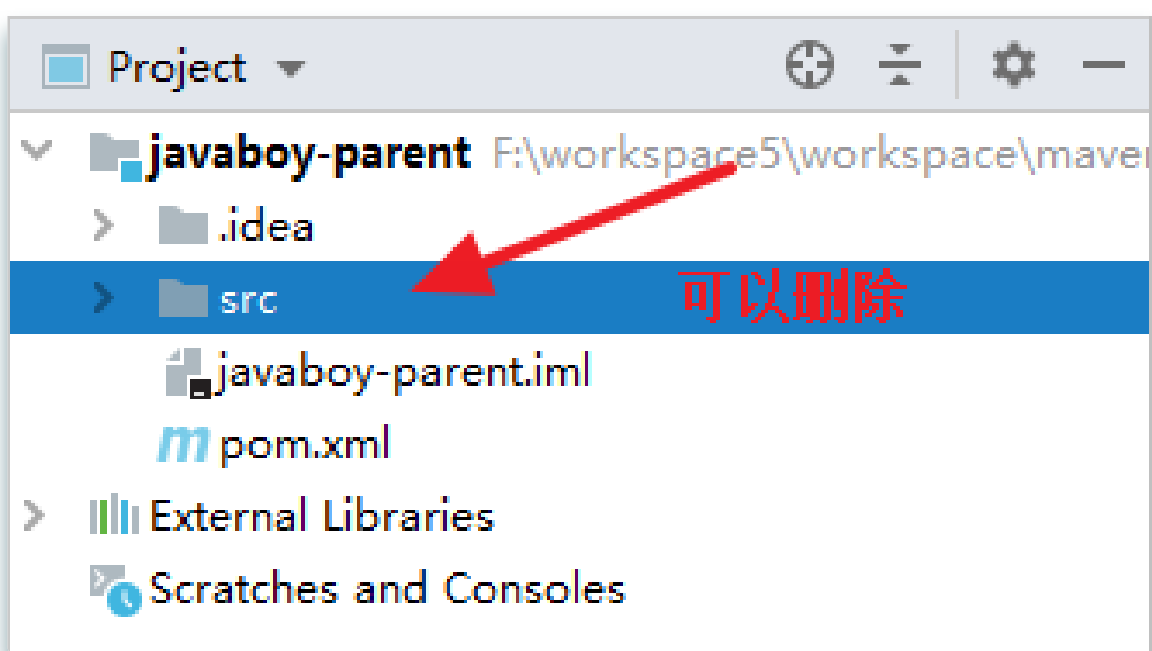 Project
javaboy-parent F:\workspace5\workspace\maven
.idea
src 可以删除
javaboy-parent.iml
pom.xml
External Libraries
Scratches and Consoles